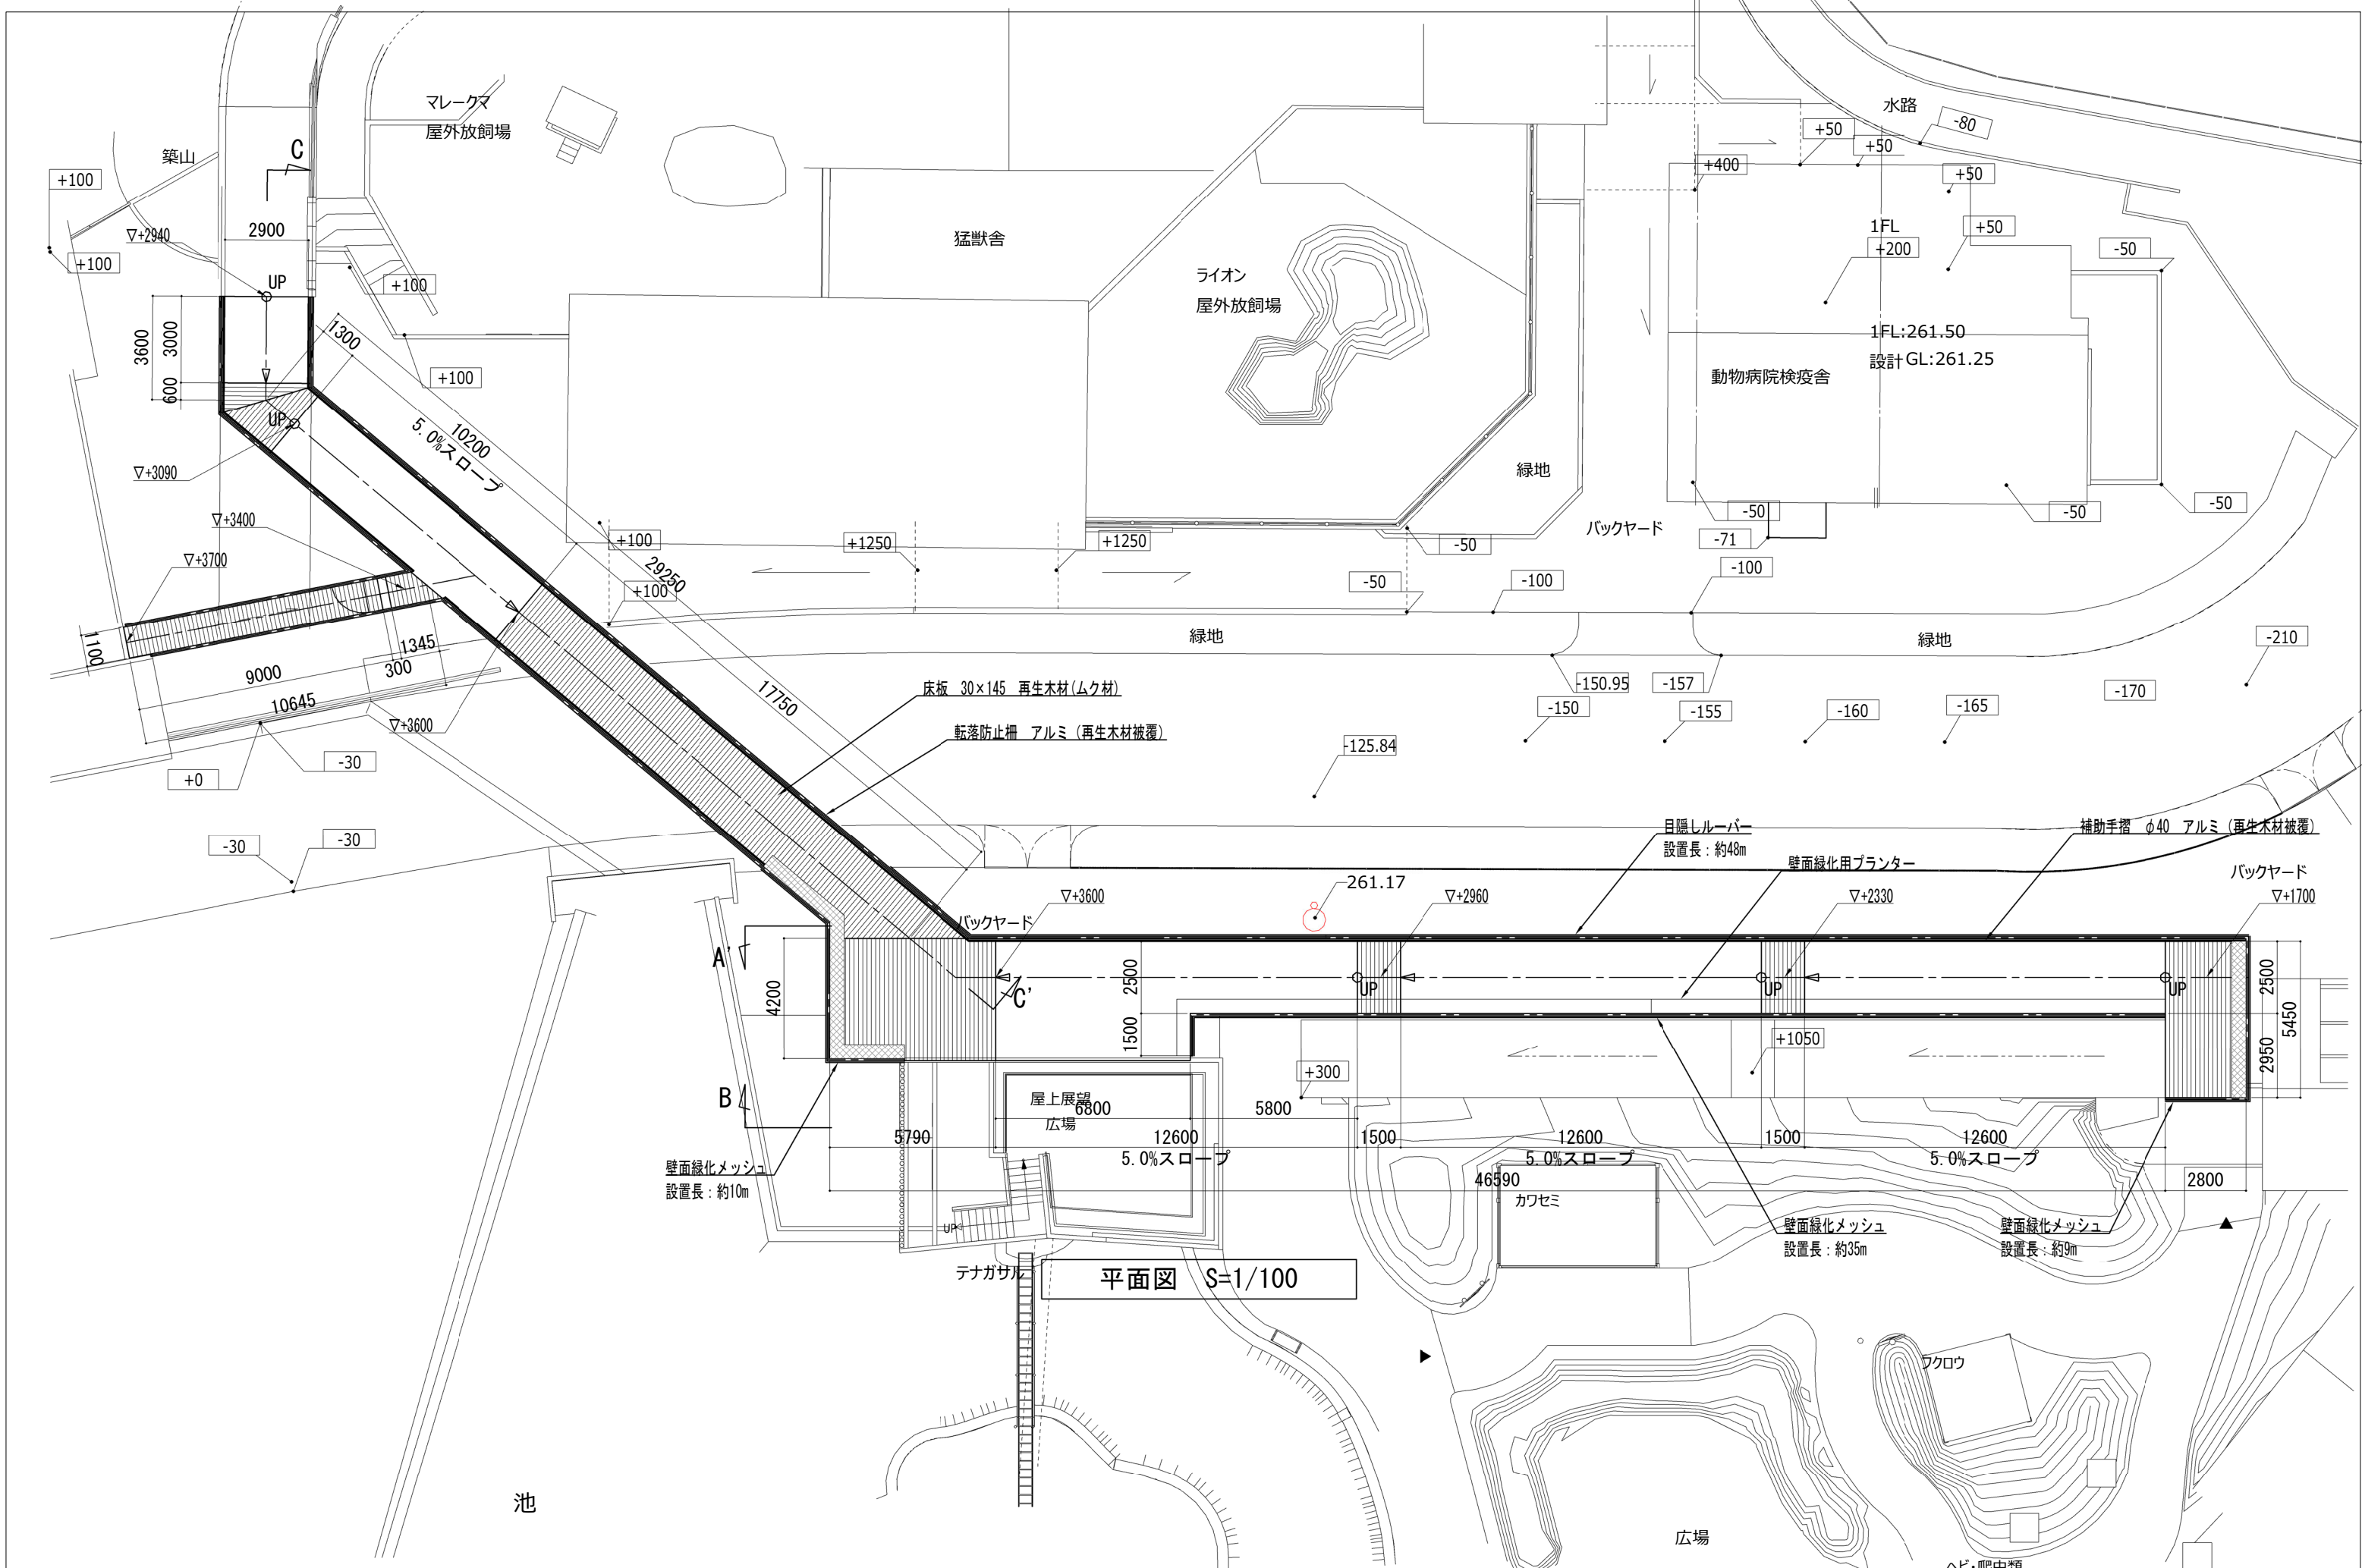 マレークマ
屋外放飼場
水路
-80
+50
+50
築山
C
+400
+50
+100
2900
▽+2940
猛獣舎
1FL
+200
+50
-50
+100
UP
+100
ライオン
屋外放飼場
3600
3000
600
1300
1FL:261.50
設計GL:261.25
+100
動物病院検疫舎
UP
10200
5.0%スロープ
▽+3090
緑地
▽+3400
-50
-50
-50
バックヤード
+100
+1250
+1250
-50
-71
▽+3700
29250
+100
-50
-100
-100
緑地
緑地
-210
1100
1345
300
9000
10645
床板 30×145 再生木材(ムク材)
17750
-150.95
-157
-170
▽+3600
転落防止柵 アルミ (再生木材被覆)
-150
-155
-160
-165
-125.84
-30
+0
目隠しルーバー
設置長:約48m
補助手摺 φ40 アルミ (再生木材被覆)
-30
-30
壁面緑化用プランター
バックヤード
261.17
▽+3600
▽+2960
▽+2330
▽+1700
バックヤード
A
4200
C'
2500
1500
UP
UP
UP
2500
2950
5450
+1050
+300
B
屋上展望
広場
6800
5800
5790
12600
5.0%スロープ
1500
12600
5.0%スロープ
1500
12600
5.0%スロープ
壁面緑化メッシュ
設置長:約10m
46590
2800
カワセミ
UP
壁面緑化メッシュ
設置長:約35m
壁面緑化メッシュ
設置長:約9m
テナガザル
平面図 S=1/100
フクロウ
池
広場
ヘビ・爬虫類